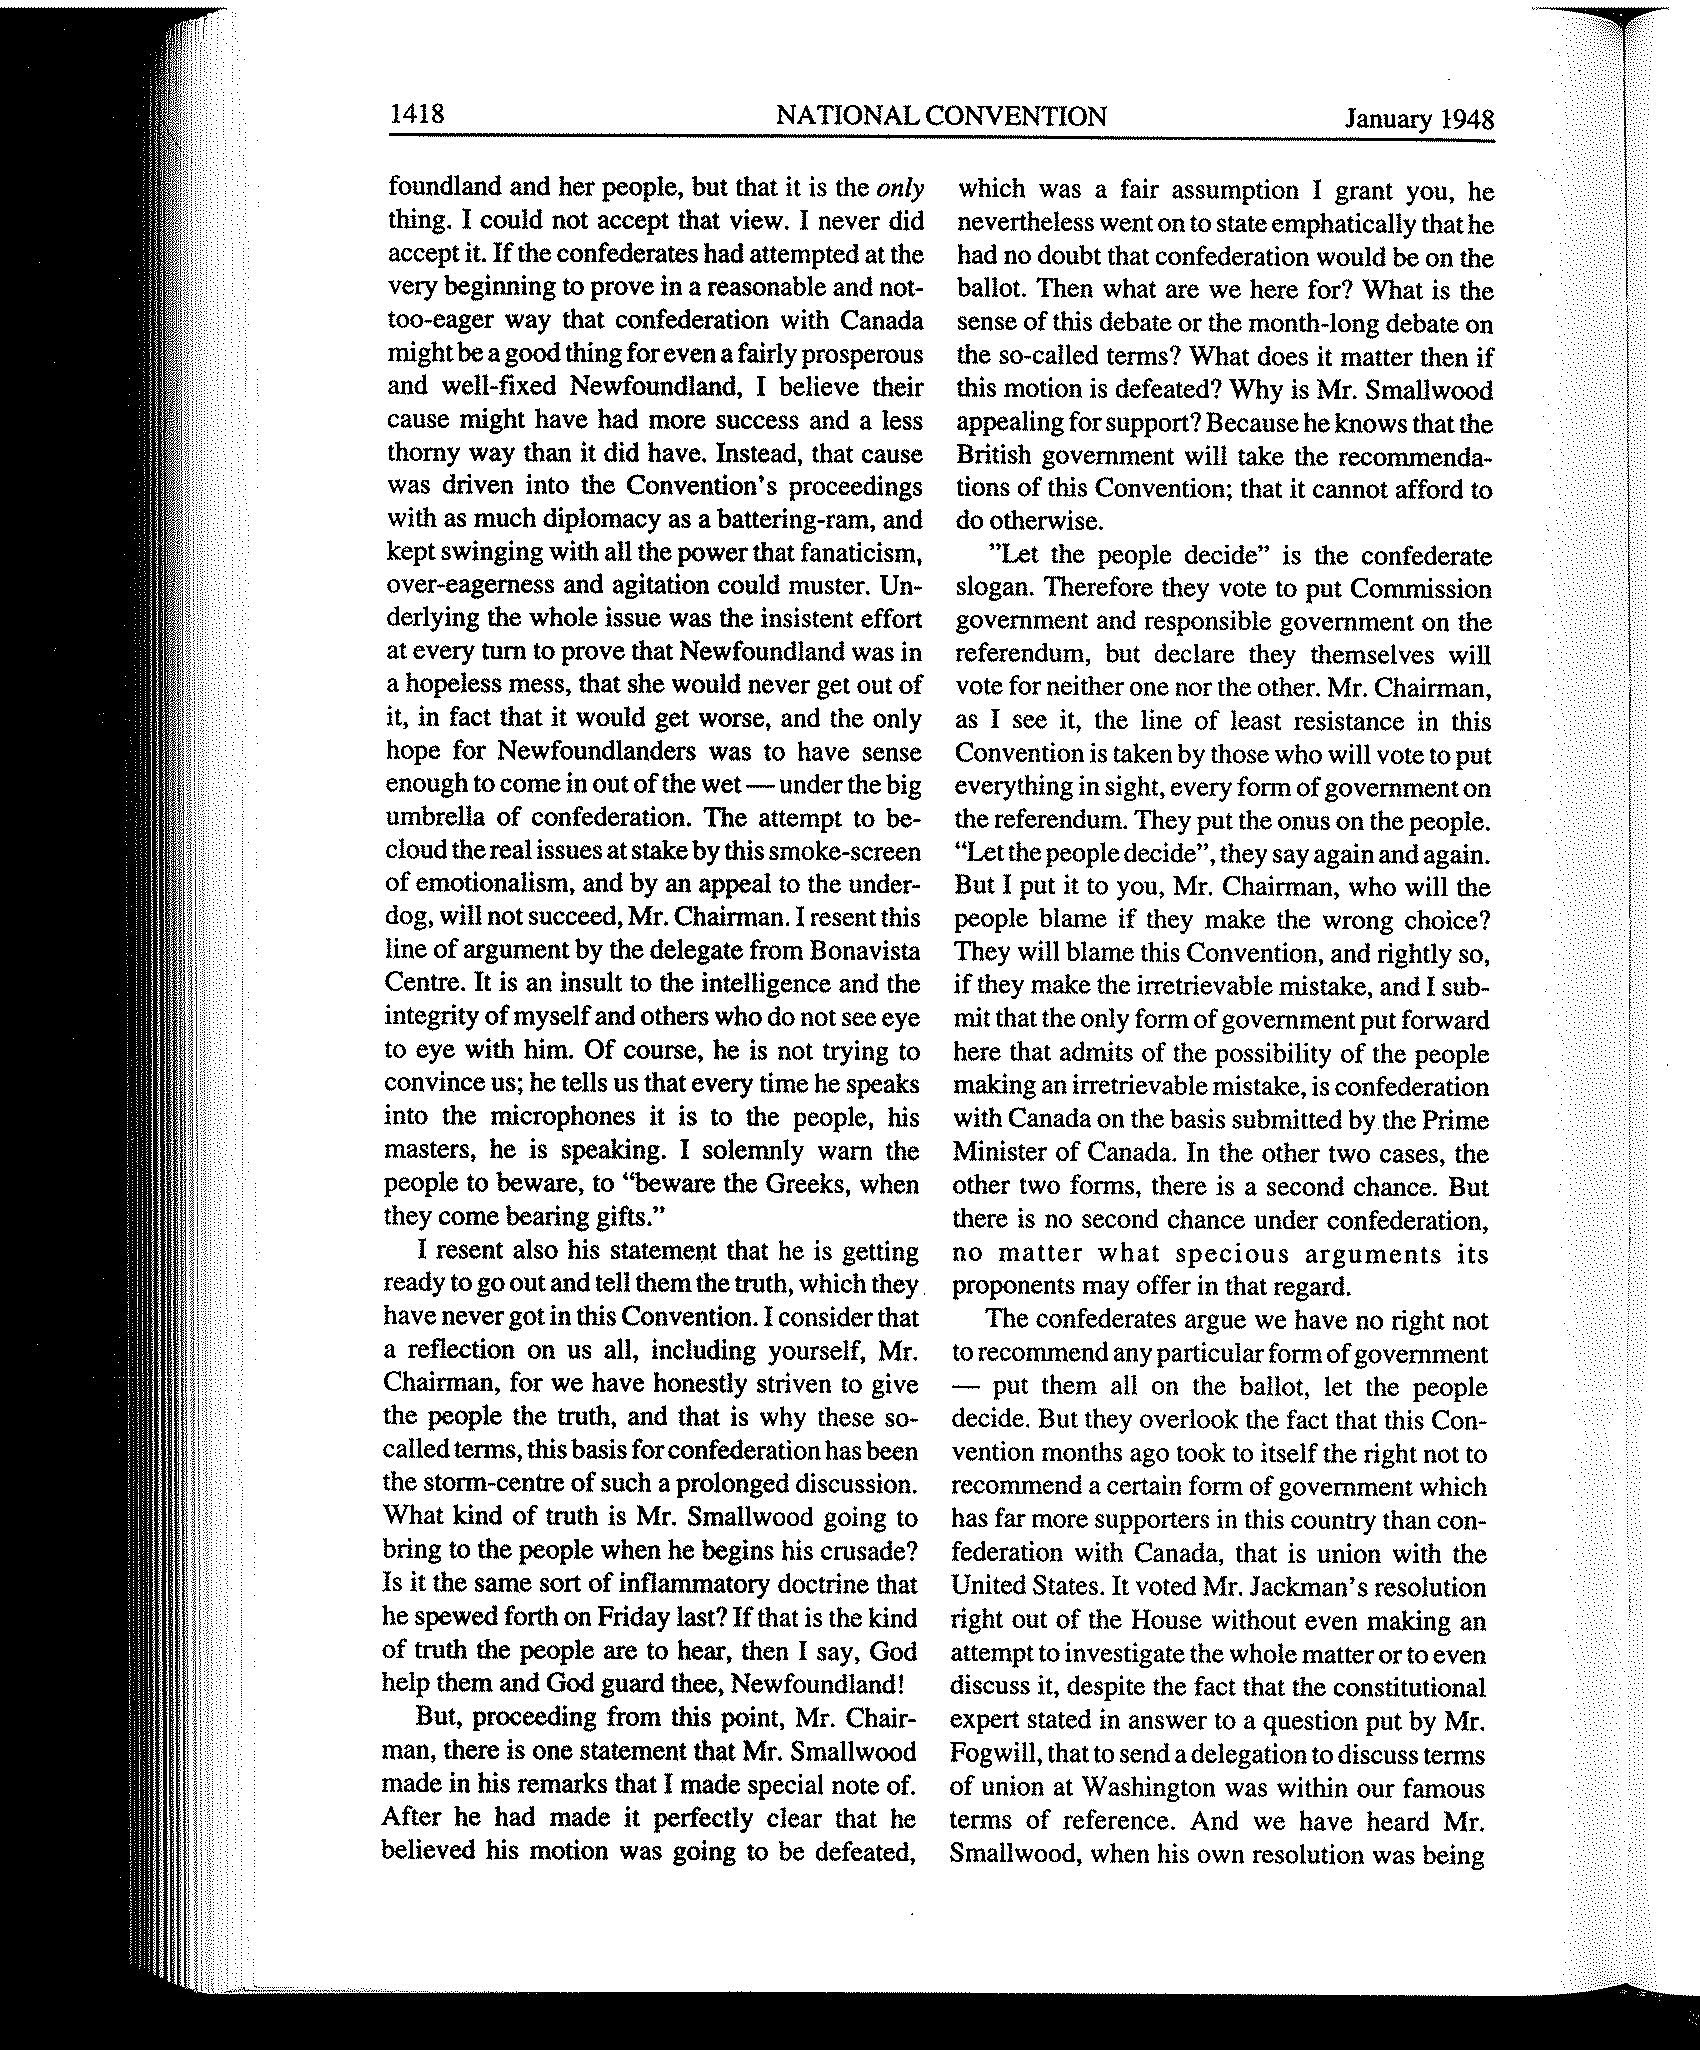 1418
NATIONAL CONVENTION
January 1948
foundland and her people, but that it is the only
thing. I could not accept that view. I never did
accept it. If the confederates had attempted at the
very beginning to prove in a reasonable and not-
too-eager way that confederation with Canada
might be a good thing for even a fairly prosperous
and well-fixed Newfoundland, I believe their
cause might have had more success and a less
thorny way than it did have. Instead, that cause
was driven into the Convention's proceedings
with as much diplomacy as a battering-ram, and
kept swinging with all the power that fanaticism,
over-eagerness and agitation could muster. Un-
derlying the whole issue was the insistent effort
at every turn to prove that Newfoundland was in
a hopeless mess, that she would never get out of
it, in fact that it would get worse, and the only
hope for Newfoundlanders was to have sense
enough to come in out of the wet — under the big
umbrella of confederation. The attempt to be-
cloud the real issues at stake by this smoke-screen
of emotionalism, and by an appeal to the under-
dog, will not succeed, Mr. Chairman. I resent this
line of argument by the delegate from Bonavista
Centre. It is an insult to the intelligence and the
integrity of myself and others who do not see eye
to eye with him. Of course, he is not trying to
convince us; he tells us that every time he speaks
into the microphones it is to the people, his
masters, he is speaking. I solemnly warn the
people to beware, to “beware the Greeks, when
they come bearing gifts.”
I resent also his statement that he is getting
ready to go out and tell them the truth, which they
have never got in this Convention. I consider that
a reflection on us all, including yourself, Mr.
Chairman, for we have honestly striven to give
the people the truth, and that is why these so-
called terms, this basis for confederation has been
the storm-centre of such a prolonged discussion.
What kind of truth is Mr. Smallwood going to
bring to the people when he begins his crusade?
Is it the same sort of inflammatory doctrine that
he spewed forth on Friday last? If that is the kind
of truth the people are to hear, then I say, God
help them and God guard thee, Newfoundland!
But, proceeding from this point, Mr. Chair-
man, there is one statement that Mr. Smallwood
made in his remarks that I made special note of.
After he had made it perfectly clear that he
believed his motion was going to be defeated,
which was a fair assumption I grant you, he
nevertheless went on to state emphatically that he
had no doubt that confederation would be on the
ballot. Then what are we here for? What is the
sense of this debate or the month-long debate on
the so-called terms? What does it matter then if
this motion is defeated? Why is Mr. Smallwood
appealing for support? Because he knows that the
British government will take the recommenda-
tions of this Convention; that it cannot afford to
do otherwise.
”Let the people decide” is the confederate
slogan. Therefore they vote to put Commission
government and responsible government on the
referendum, but declare they themselves will
vote for neither one nor the other. Mr. Chairman,
as I see it, the line of least resistance in this
Convention is taken by those who will vote to put
everything in sight, every form of government on
the referendum. They put the onus on the people.
“Let the people decide”, they say again and again.
But I put it to you, Mr. Chairman, who will the
people blame if they make the wrong choice?
They will blame this Convention, and rightly so,
if they make the irretrievable mistake, and I sub-
mit that the only form of government put forward
here that admits of the possibility of the people
making an irretrievable mistake, is confederation
with Canada on the basis submitted by the Prime
Minister of Canada. In the other two cases, the
other two forms, there is a second chance. But
there is no second chance under confederation,
no matter what specious arguments its
proponents may offer in that regard.
The confederates argue we have no right not
to recommend any particular form of government
— put them all on the ballot, let the people
decide. But they overlook the fact that this Con-
vention months ago took to itself the right not to
recommend a certain form of government which
has far more supporters in this country than con-
federation with Canada, that is union with the
United States. It voted Mr. Jackman's resolution
right out of the House without even making an
attempt to investigate the whole matter or to even
discuss it, despite the fact that the constitutional
expert stated in answer to a question put by Mr.
Fogwill, that to send a delegation to discuss terms
of union at Washington was within our famous
terms of reference. And we have heard Mr.
Smallwood, when his own resolution was being